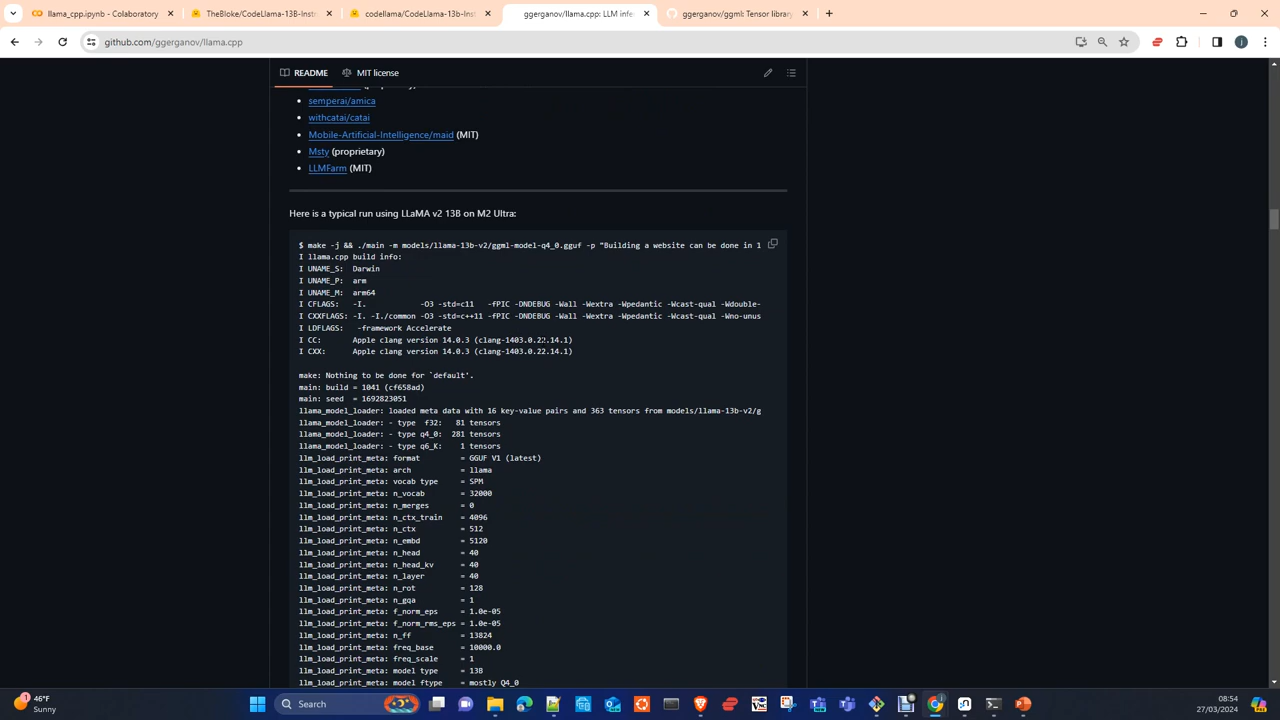 llama_cpp.ipynb - Colaboratory
TheBloke/CodeLlama-13B-Instr
codellama/CodeLlama-13b-Inst
ggerganov/llama.cpp: LLM infe
ggerganov/ggml: Tensor library
github.com/ggerganov/llama.cpp
README
MIT license
semperai/amica
withcatai/catai
Mobile-Artificial-Intelligence/maid (MIT)
Msty (proprietary)
LLMFarm (MIT)
Here is a typical run using LLaMA v2 13B on M2 Ultra:
$ make -j && ./main -m models/llama-13b-v2/ggml-model-q4_0.gguf -p "Building a website can be done in 1
I llama.cpp build info:
I UNAME_S: Darwin
I UNAME_P: arm
I UNAME_M: arm64
I CFLAGS: -I. -O3 -std=c11 -fPIC -DNDEBUG -Wall -Wextra -Wpedantic -Wcast-qual -Wdouble-
I CXXFLAGS: -I. -I./common -O3 -std=c++11 -fPIC -DNDEBUG -Wall -Wextra -Wpedantic -Wcast-qual -Wno-unus
I LDFLAGS: -framework Accelerate
I CC: Apple clang version 14.0.3 (clang-1403.0.22.14.1)
I CXX: Apple clang version 14.0.3 (clang-1403.0.22.14.1)
make: Nothing to be done for `default'.
main: build = 1041 (cf658ad)
main: seed = 1692823051
llama_model_loader: loaded meta data with 16 key-value pairs and 363 tensors from models/llama-13b-v2/g
llama_model_loader: - type f32: 81 tensors
llama_model_loader: - type q4_0: 281 tensors
llama_model_loader: - type q6_K: 1 tensors
llm_load_print_meta: format = GGUF V1 (latest)
llm_load_print_meta: arch = llama
llm_load_print_meta: vocab type = SPM
llm_load_print_meta: n_vocab = 32000
llm_load_print_meta: n_merges = 0
llm_load_print_meta: n_ctx_train = 4096
llm_load_print_meta: n_ctx = 512
llm_load_print_meta: n_embd = 5120
llm_load_print_meta: n_head = 40
llm_load_print_meta: n_head_kv = 40
llm_load_print_meta: n_layer = 40
llm_load_print_meta: n_rot = 128
llm_load_print_meta: n_gqa = 1
llm_load_print_meta: f_norm_eps = 1.0e-05
llm_load_print_meta: f_norm_rms_eps = 1.0e-05
llm_load_print_meta: n_ff = 13824
llm_load_print_meta: freq_base = 10000.0
llm_load_print_meta: freq_scale = 1
llm_load_print_meta: model type = 13B
llm_load_print_meta: model ftype = mostly Q4_0
46°F
Sunny
Search
08:54
27/03/2024